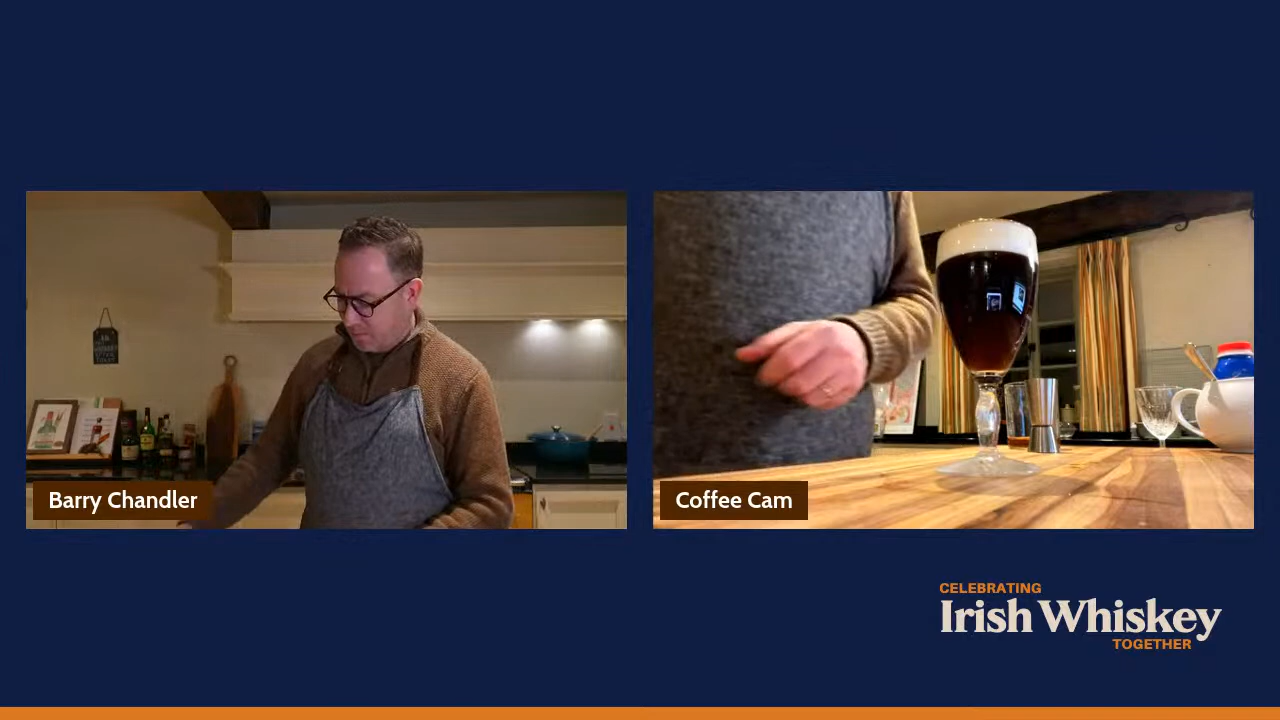 Barry Chandler
Coffee Cam
CELEBRATING
Irish Whiskey
TOGETHER